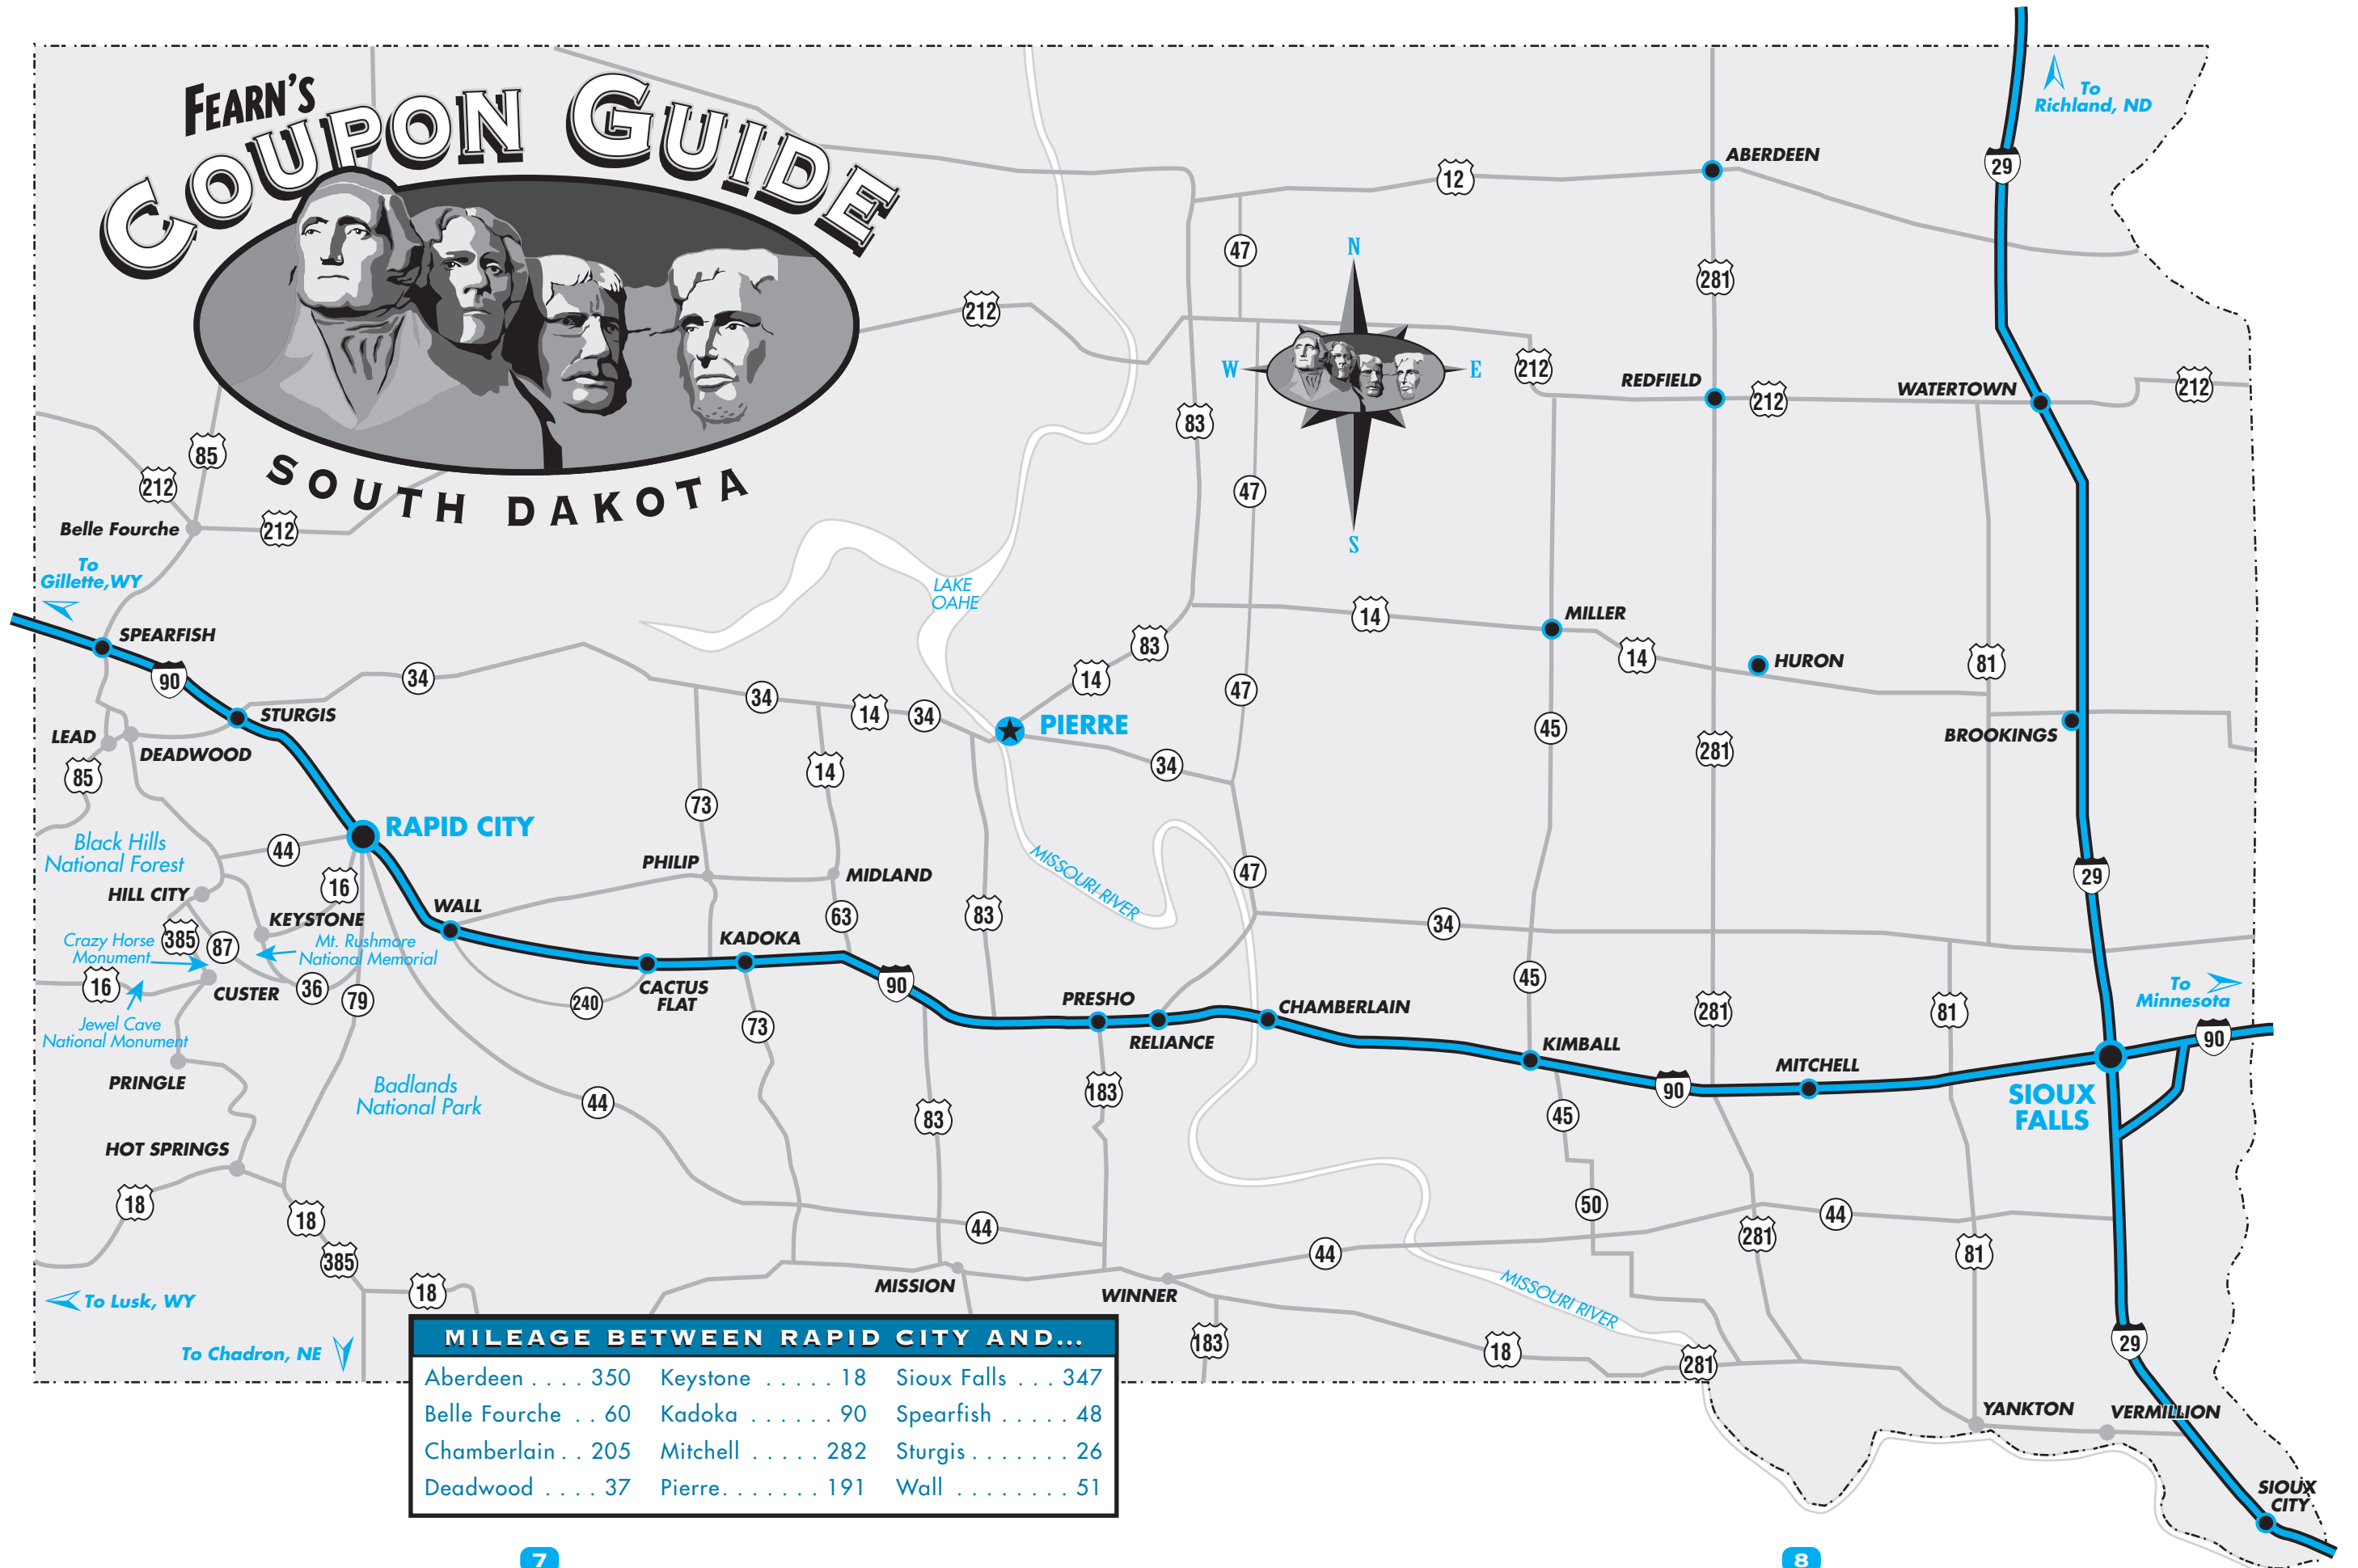 FEARN'S
COUPON GUIDE
SOUTH DAKOTA
To
Richland, ND
29
ABERDEEN
12
47
281
N
W
E
S
212
212
REDFIELD
212
WATERTOWN
212
83
85
212
47
Belle Fourche
212
To
Gillette,WY
LAKE
OAHE
SPEARFISH
90
34
83
14
14
MILLER
14
HURON
81
34
14
34
47
STURGIS
PIERRE
LEAD
DEADWOOD
85
14
34
45
281
BROOKINGS
73
RAPID CITY
Black Hills
National Forest
44
PHILIP
MIDLAND
MISSOURI RIVER
47
29
HILL CITY
16
KEYSTONE
WALL
63
83
34
385
87
Crazy Horse
Monument
Mt. Rushmore
National Memorial
KADOKA
16
CUSTER
36
79
240
CACTUS
FLAT
90
45
To
Minnesota
Jewel Cave
National Monument
73
PRESHO
RELIANCE
CHAMBERLAIN
281
81
90
KIMBALL
PRINGLE
Badlands
National Park
44
83
183
45
90
MITCHELL
SIOUX
FALLS
HOT SPRINGS
18
18
385
44
44
50
281
44
81
18
MISSION
WINNER
MISSOURI RIVER
To Lusk, WY
To Chadron, NE
183
18
281
29
YANKTON
VERMILLION
SIOUX
CITY
MILEAGE BETWEEN RAPID CITY AND...
Aberdeen . . . . 350 Keystone . . . . . 18 Sioux Falls . . . 347
Belle Fourche . . 60 Kadoka . . . . . . 90 Spearfish . . . . . 48
Chamberlain . . 205 Mitchell . . . . . 282 Sturgis . . . . . . . 26
Deadwood . . . . 37 Pierre. . . . . . . 191 Wall . . . . . . . . 51
7
8